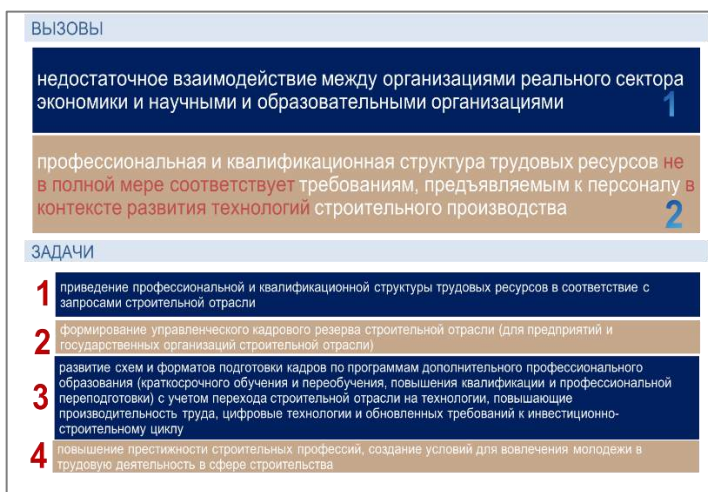 ВЫЗОВЫ
недостаточное взаимодействие между организациями реального сектора
экономики и научными и образовательными организациями
1
профессиональная и квалификационная структура трудовых ресурсов не
в полной мере соответствует требованиям, предъявляемым к персоналу в
контексте развития технологий строительного производства
2
ЗАДАЧИ
1
приведение профессиональной и квалификационной структуры трудовых ресурсов в соответствие с
запросами строительной отрасли
2
формирование управленческого кадрового резерва строительной отрасли (для предприятий и
государственных организаций строительной отрасли)
3
развитие схем и форматов подготовки кадров по программам дополнительного профессионального
образования (краткосрочного обучения и переобучения, повышения квалификации и профессиональной
переподготовки) с учетом перехода строительной отрасли на технологии, повышающие
производительность труда, цифровые технологии и обновленных требований к инвестиционно-
строительному циклу
4
повышение престижности строительных профессий, создание условий для вовлечения молодежи в
трудовую деятельность в сфере строительства